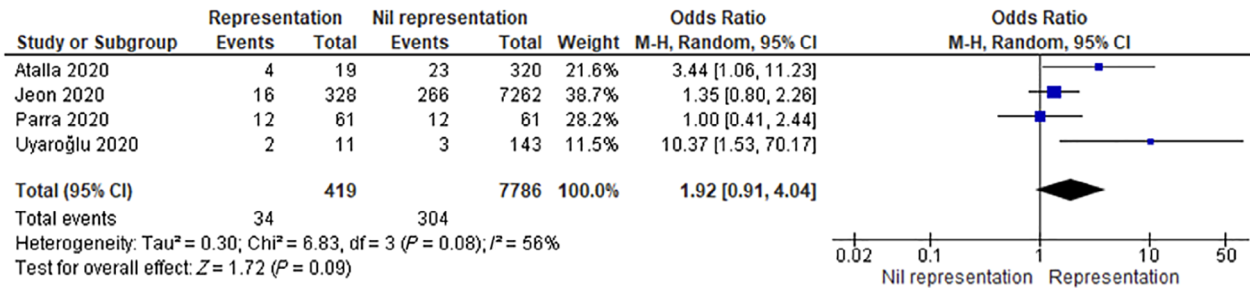 Representation Nil representation Odds Ratio Odds Ratio
Study or Subgroup Events Total Events Total Weight M-H, Random, 95% CI M-H, Random, 95% CI
Atalla 2020 4 19 23 320 21.6% 3.44 [1.06, 11.23]
Jeon 2020 16 328 266 7262 38.7% 1.35 [0.80, 2.26]
Parra 2020 12 61 12 61 28.2% 1.00 [0.41, 2.44]
Uyaroğlu 2020 2 11 3 143 11.5% 10.37 [1.53, 70.17]
Total (95% CI) 419 7786 100.0% 1.92 [0.91, 4.04]
Total events 34 304
Heterogeneity: Tau² = 0.30; Chi² = 6.83, df = 3 (P = 0.08); I² = 56%
Test for overall effect: Z = 1.72 (P = 0.09)
0.02 0.1 1 10 50
Nil representation Representation